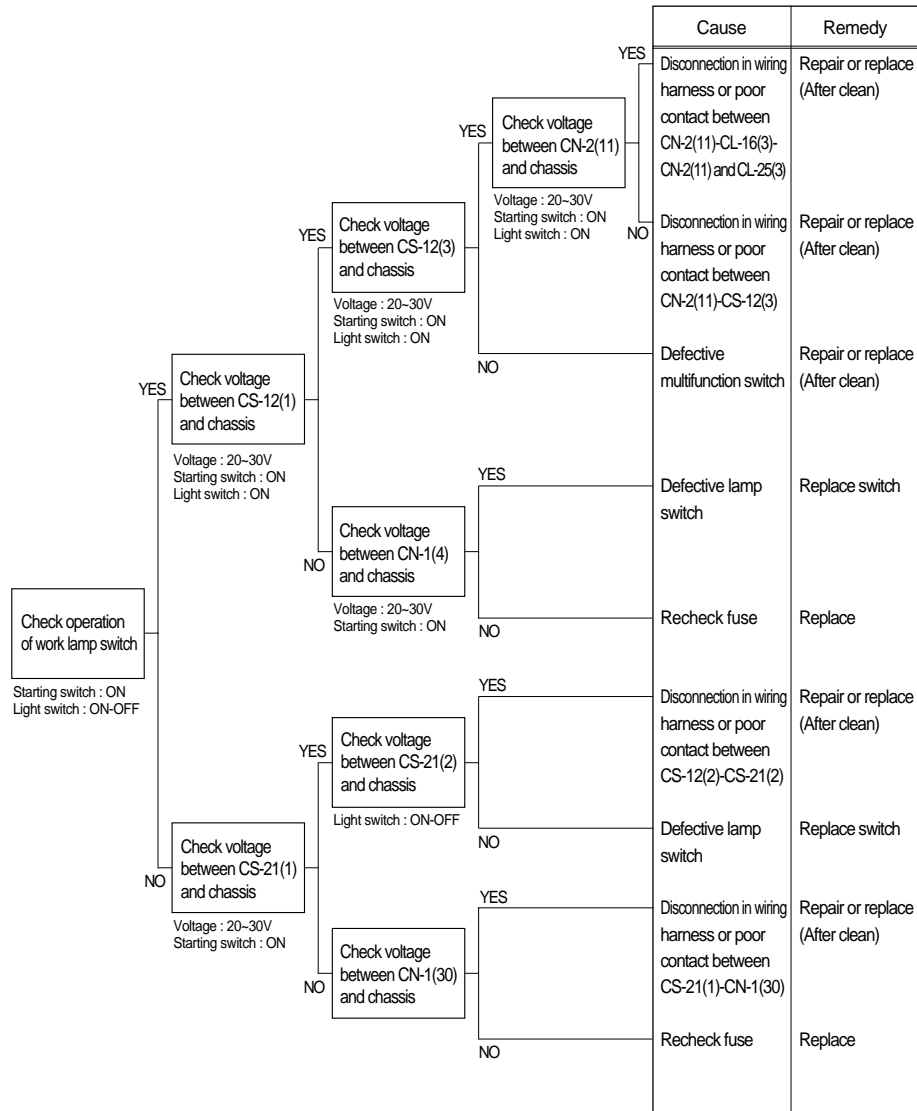 Cause
Remedy
YES
Disconnection in wiring
harness or poor
contact between
CN-2(11)-CL-16(3)-
CN-2(11) and CL-25(3)
Repair or replace
(After clean)
YES
Check voltage
between CN-2(11)
and chassis
Voltage : 20~30V
Starting switch : ON
Light switch : ON
NO
Disconnection in wiring
harness or poor
contact between
CN-2(11)-CS-12(3)
Repair or replace
(After clean)
YES
Check voltage
between CS-12(3)
and chassis
Voltage : 20~30V
Starting switch : ON
Light switch : ON
NO
Defective
multifunction switch
Repair or replace
(After clean)
YES
Check voltage
between CS-12(1)
and chassis
Voltage : 20~30V
Starting switch : ON
Light switch : ON
YES
Defective lamp
switch
Replace switch
NO
Check voltage
between CN-1(4)
and chassis
Voltage : 20~30V
Starting switch : ON
NO
Recheck fuse
Replace
Check operation
of work lamp switch
Starting switch : ON
Light switch : ON-OFF
YES
Disconnection in wiring
harness or poor
contact between
CS-12(2)-CS-21(2)
Repair or replace
(After clean)
YES
Check voltage
between CS-21(2)
and chassis
Light switch : ON-OFF
NO
Defective lamp
switch
Replace switch
NO
Check voltage
between CS-21(1)
and chassis
Voltage : 20~30V
Starting switch : ON
YES
Disconnection in wiring
harness or poor
contact between
CS-21(1)-CN-1(30)
Repair or replace
(After clean)
NO
Check voltage
between CN-1(30)
and chassis
NO
Recheck fuse
Replace